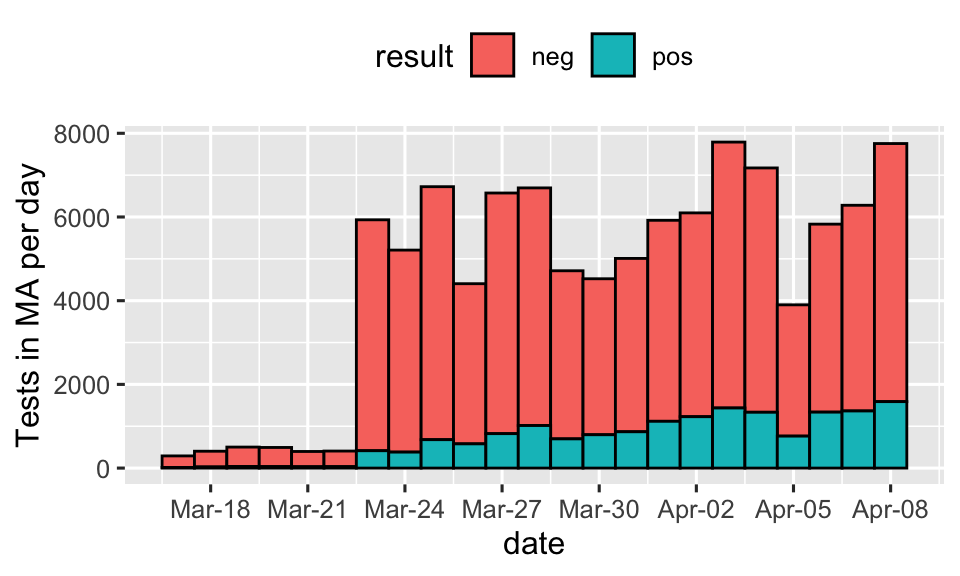 result neg pos
Tests in MA per day
8000
6000
4000
2000
0
Mar-18 Mar-21 Mar-24 Mar-27 Mar-30 Apr-02 Apr-05 Apr-08
date